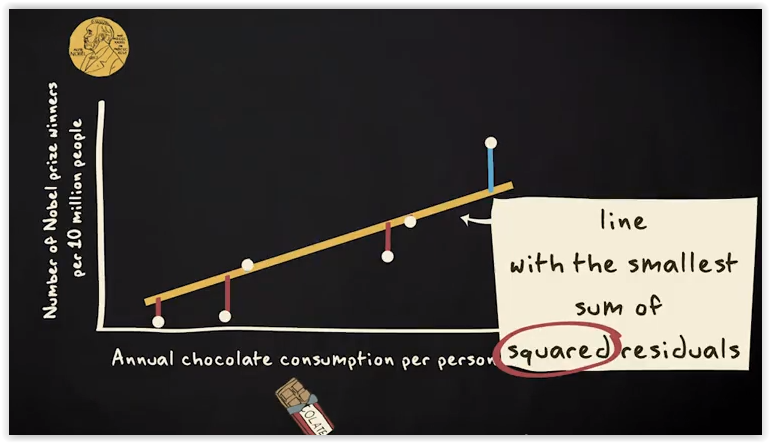 Number of Nobel prize winners
per 10 million people
line
with the smallest
sum of
squared residuals
Annual chocolate consumption per person
OLATE